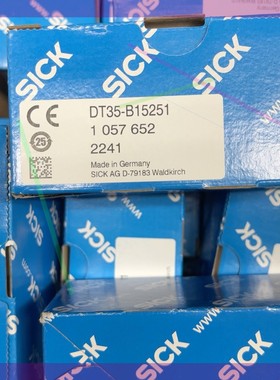 SICK
SICK
CE
DT35-B15251
25
1 057 652
2241
Made in Germany
SICK AG D-79183 Waldkirch
SICK
SICK
SICK
SICK